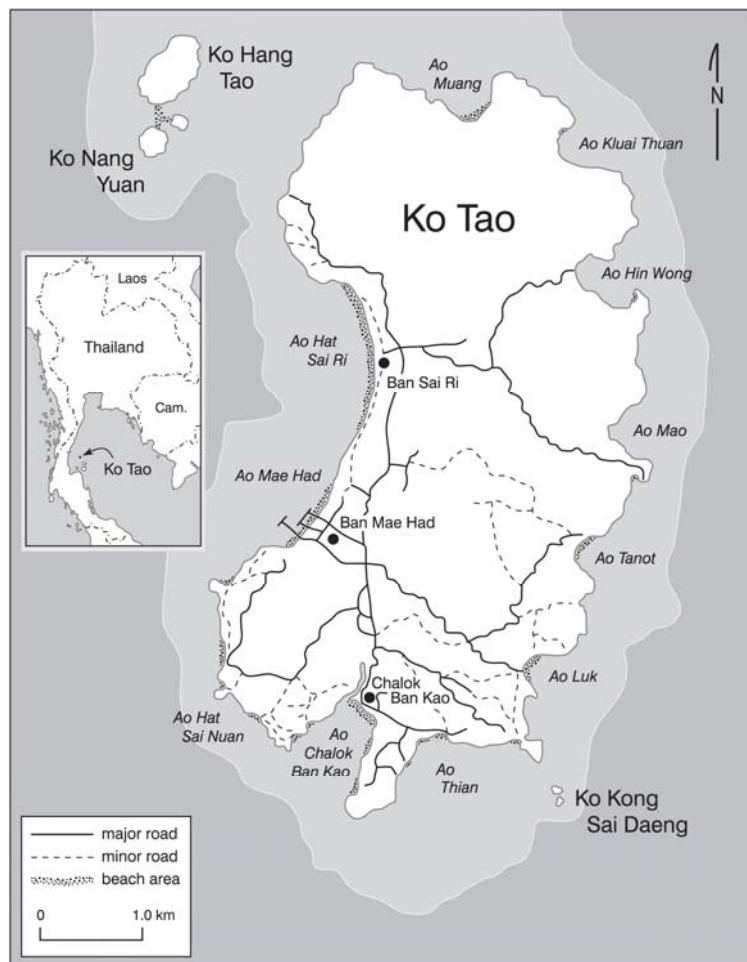 Ko Hang
Tao
Ko Nang
Yuan
Ao
Muang
N
Ao Kluai Thuan
Ko Tao
Ao Hin Wong
Laos
Thailand
Cam.
Ko Tao
Ao Hat
Sai Ri
Ban Sai Ri
Ao Mao
Ao Mae Had
Ban Mae Had
Ao Tanot
Ao Luk
Chalok
Ban Kao
Ao Hat
Sai Nuan
Ao
Chalok
Ban Kao
Ao
Thian
Ko Kong
Sai Daeng
major road
minor road
beach area
0 1.0 km